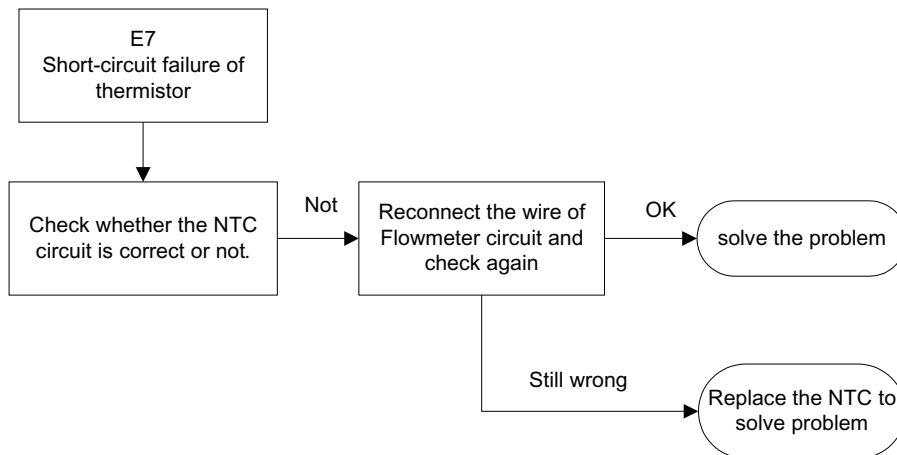 E7
Short-circuit failure of
thermistor
Check whether the NTC
circuit is correct or not.
Not
Reconnect the wire of
Flowmeter circuit and
check again
OK
solve the problem
Still wrong
Replace the NTC to
solve problem